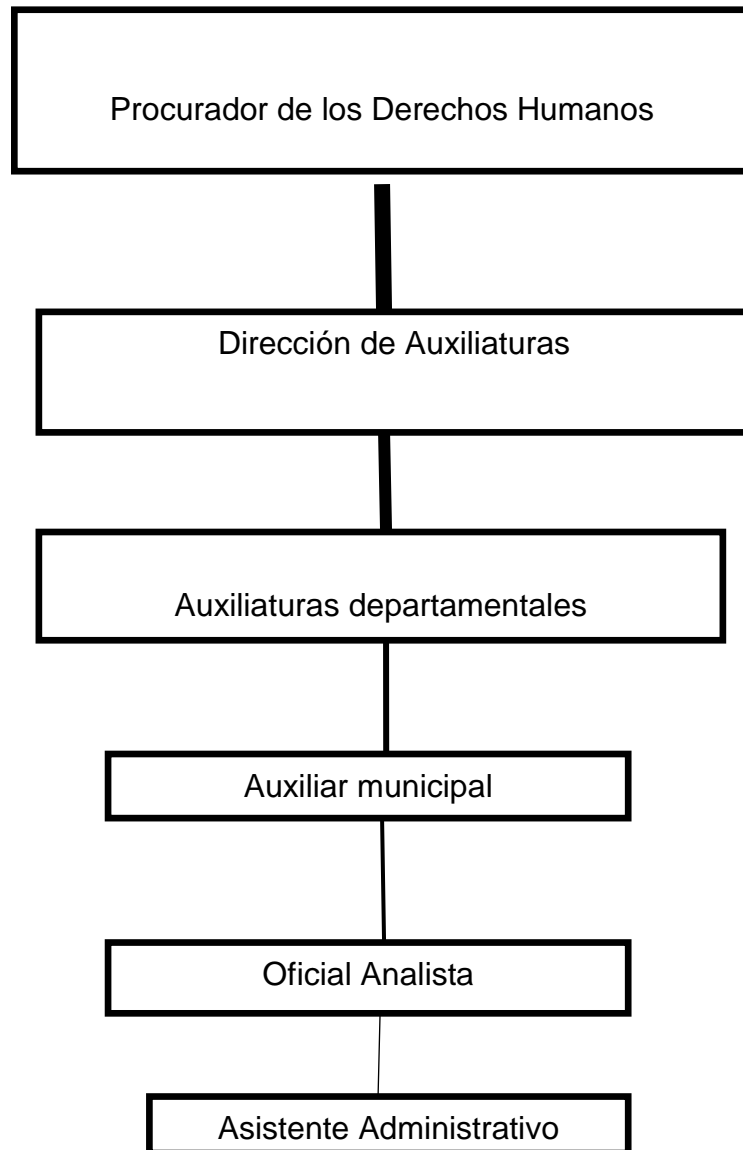 Procurador de los Derechos Humanos
Dirección de Auxiliaturas
Auxiliaturas departamentales
Auxiliar municipal
Oficial Analista
Asistente Administrativo